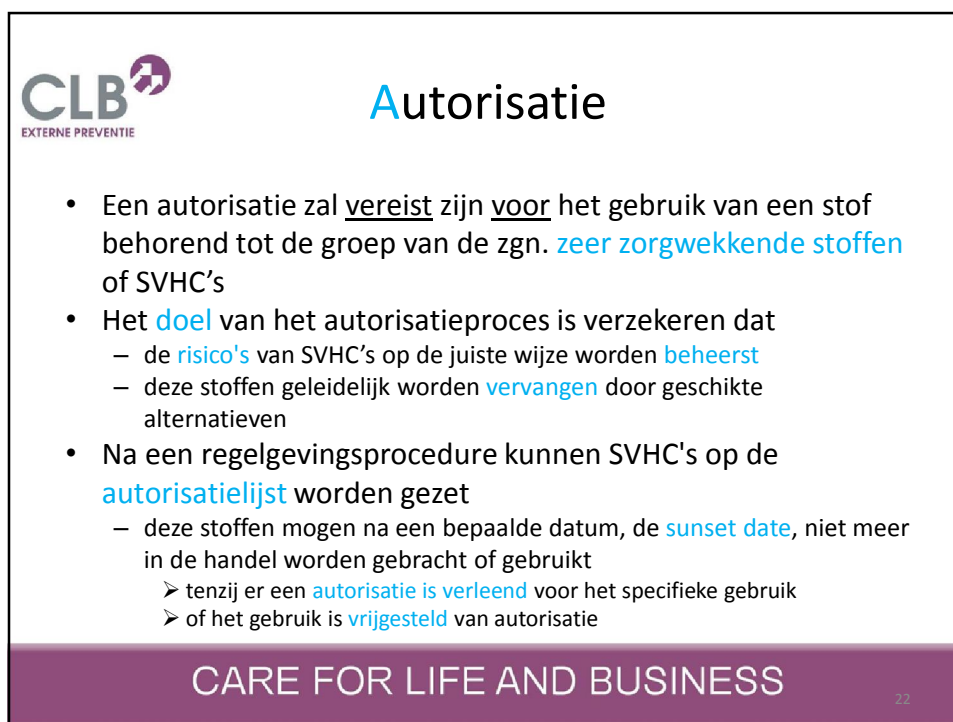 CLB
EXTERNE PREVENTIE
Autorisatie
• Een autorisatie zal vereist zijn voor het gebruik van een stof
behorend tot de groep van de zgn. zeer zorgwekkende stoffen
of SVHC’s
• Het doel van het autorisatieproces is verzekeren dat
– de risico's van SVHC’s op de juiste wijze worden beheerst
– deze stoffen geleidelijk worden vervangen door geschikte
alternatieven
• Na een regelgevingsprocedure kunnen SVHC's op de
autorisatielijst worden gezet
– deze stoffen mogen na een bepaalde datum, de sunset date, niet meer
in de handel worden gebracht of gebruikt
➢ tenzij er een autorisatie is verleend voor het specifieke gebruik
➢ of het gebruik is vrijgesteld van autorisatie
CARE FOR LIFE AND BUSINESS
22